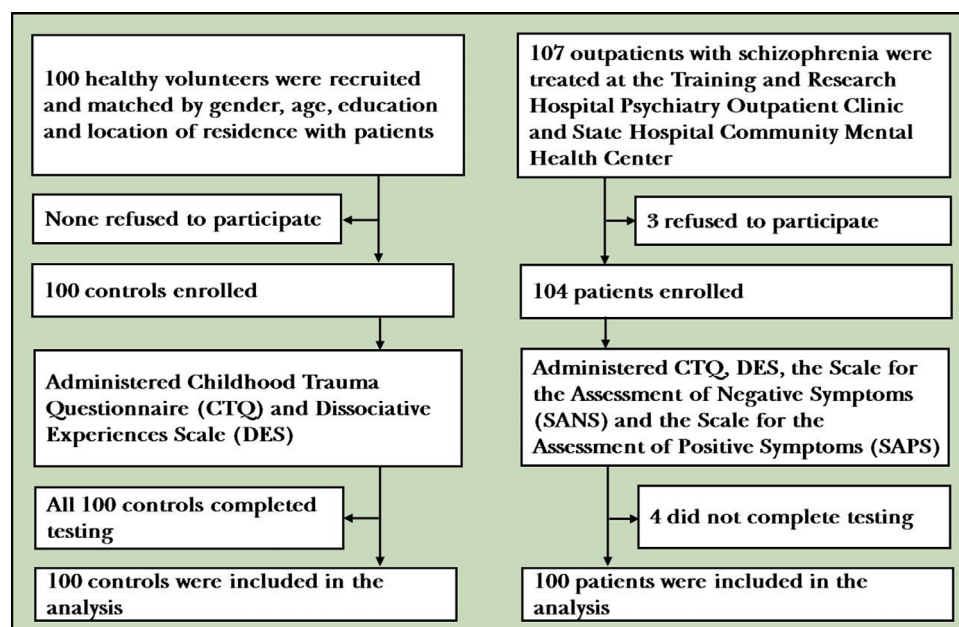 100 healthy volunteers were recruited
and matched by gender, age, education
and location of residence with patients
None refused to participate
100 controls enrolled
Administered Childhood Trauma
Questionnaire (CTQ) and Dissociative
Experiences Scale (DES)
All 100 controls completed
testing
100 controls were included in the
analysis
107 outpatients with schizophrenia were
treated at the Training and Research
Hospital Psychiatry Outpatient Clinic
and State Hospital Community Mental
Health Center
3 refused to participate
104 patients enrolled
Administered CTQ, DES, the Scale for
the Assessment of Negative Symptoms
(SANS) and the Scale for the
Assessment of Positive Symptoms (SAPS)
4 did not complete testing
100 patients were included in the
analysis